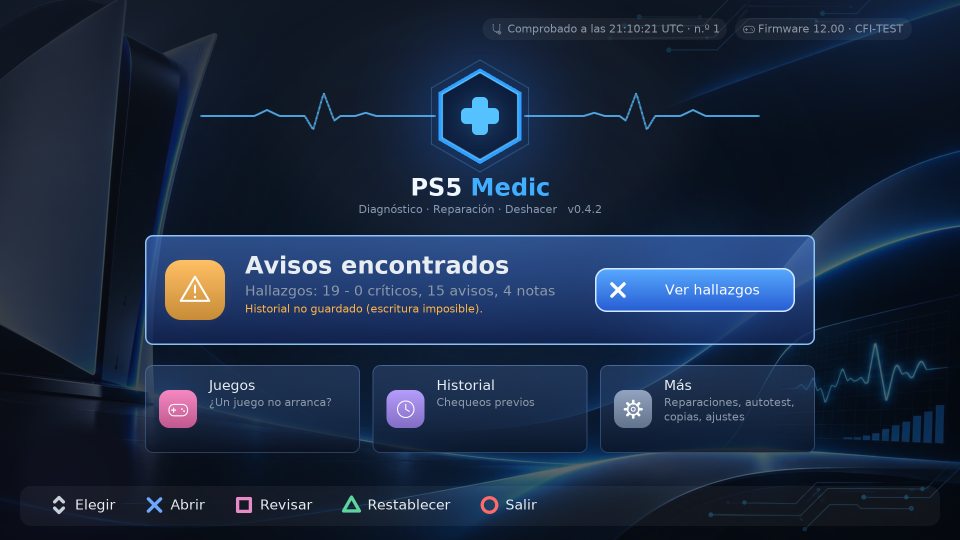 Comprobado a las 21:10:21 UTC · n.º 1
Firmware 12.00 · CFI-TEST
PS5 Medic
Diagnóstico · Reparación · Deshacer v0.4.2
Avisos encontrados
Hallazgos: 19 - 0 críticos, 15 avisos, 4 notas
Historial no guardado (escritura imposible).
Ver hallazgos
Juegos
¿Un juego no arranca?
Historial
Chequeos previos
Más
Reparaciones, autotest,
copias, ajustes
Elegir
Abrir
Revisar
Restablecer
Salir